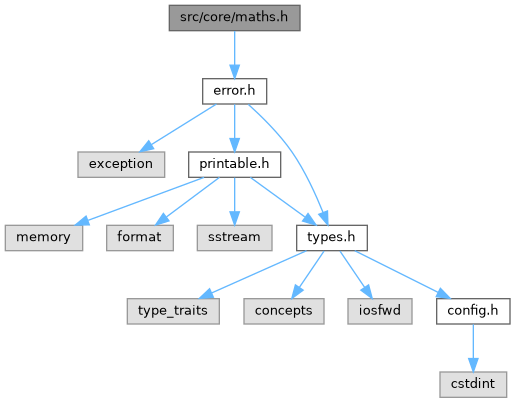 src/core/maths.h
error.h
exception
printable.h
memory
format
sstream
types.h
type_traits
concepts
iosfwd
config.h
cstdint